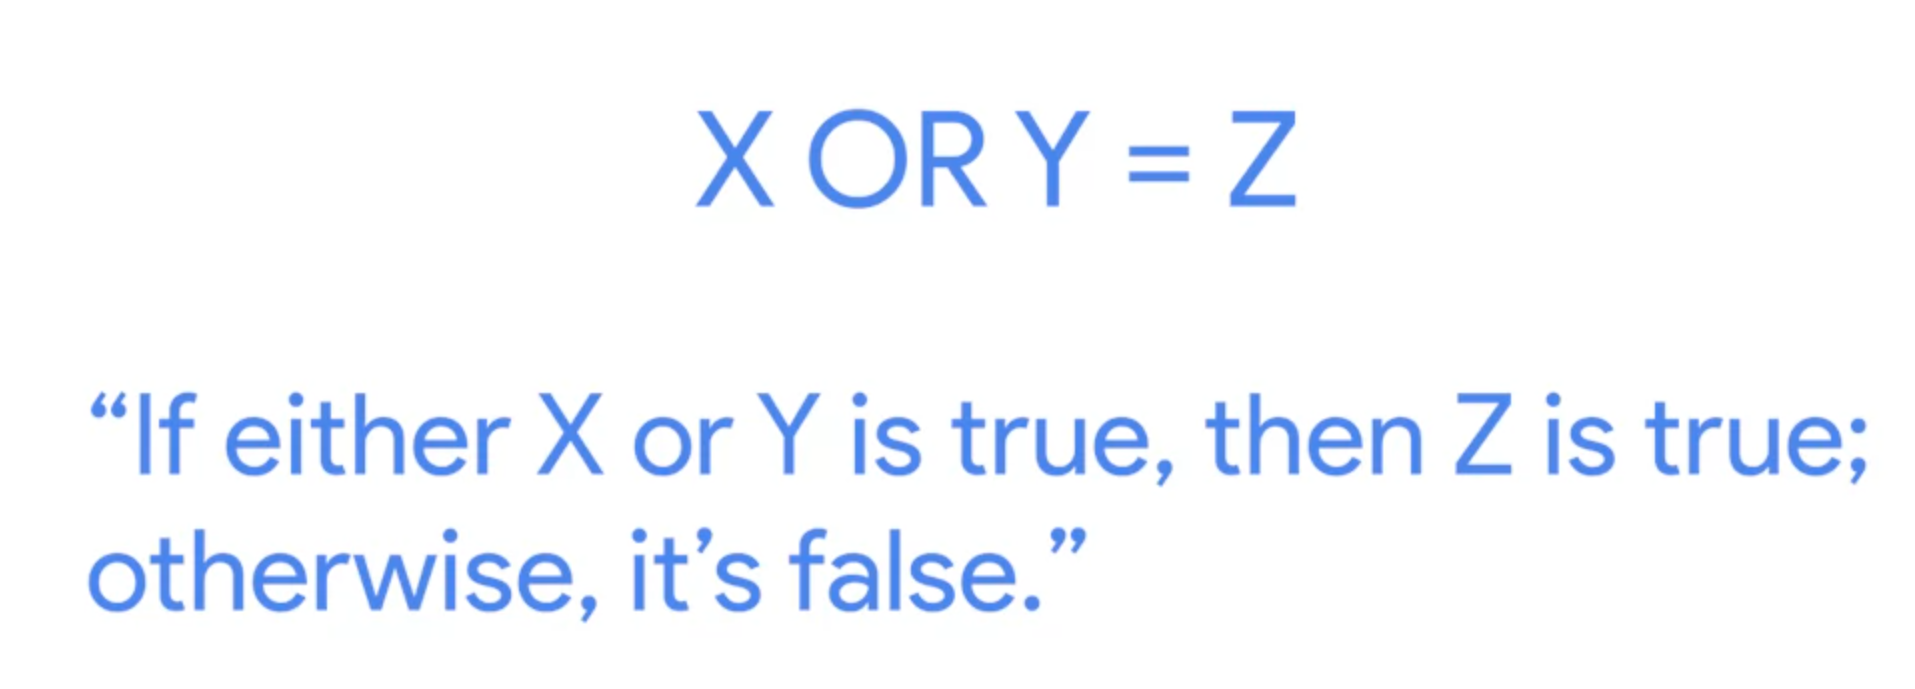 X OR Y = Z
“If either X or Y is true, then Z is true;
otherwise, it’s false.”